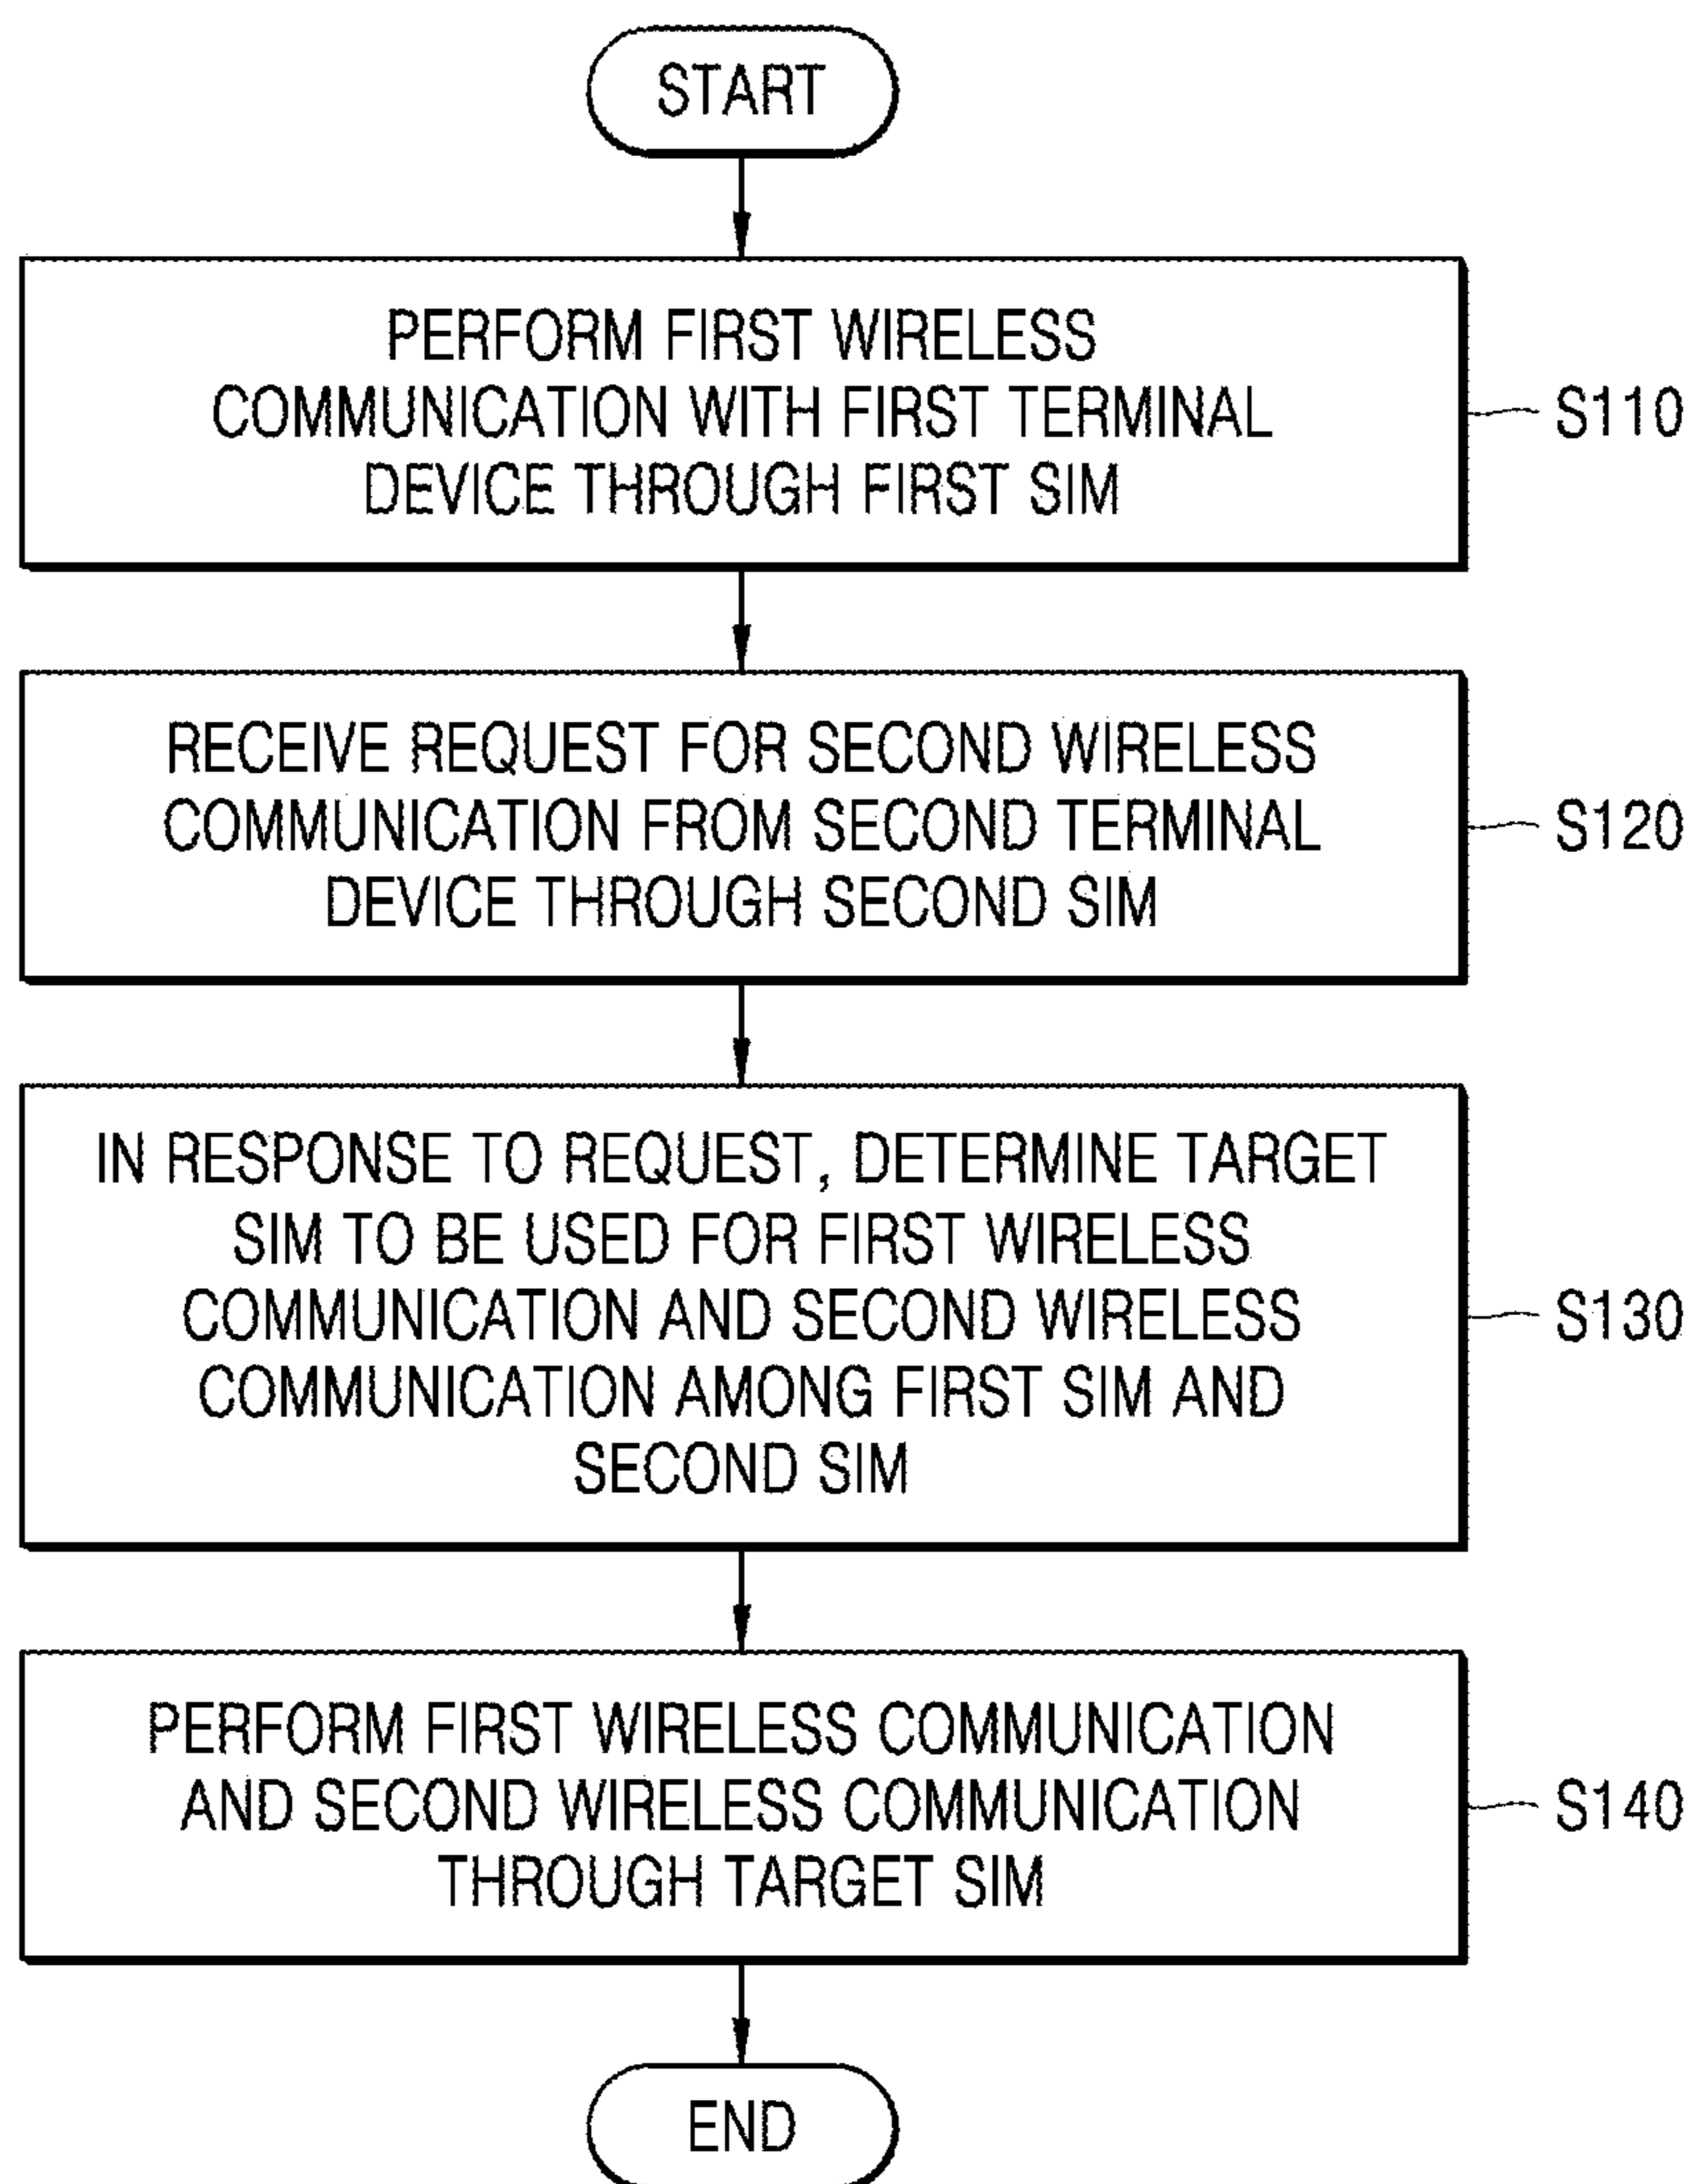 START
PERFORM FIRST WIRELESS
COMMUNICATION WITH FIRST TERMINAL
DEVICE THROUGH FIRST SIM
S110
RECEIVE REQUEST FOR SECOND WIRELESS
COMMUNICATION FROM SECOND TERMINAL
DEVICE THROUGH SECOND SIM
S120
IN RESPONSE TO REQUEST, DETERMINE TARGET
SIM TO BE USED FOR FIRST WIRELESS
COMMUNICATION AND SECOND WIRELESS
COMMUNICATION AMONG FIRST SIM AND
SECOND SIM
S130
PERFORM FIRST WIRELESS COMMUNICATION
AND SECOND WIRELESS COMMUNICATION
THROUGH TARGET SIM
S140
END